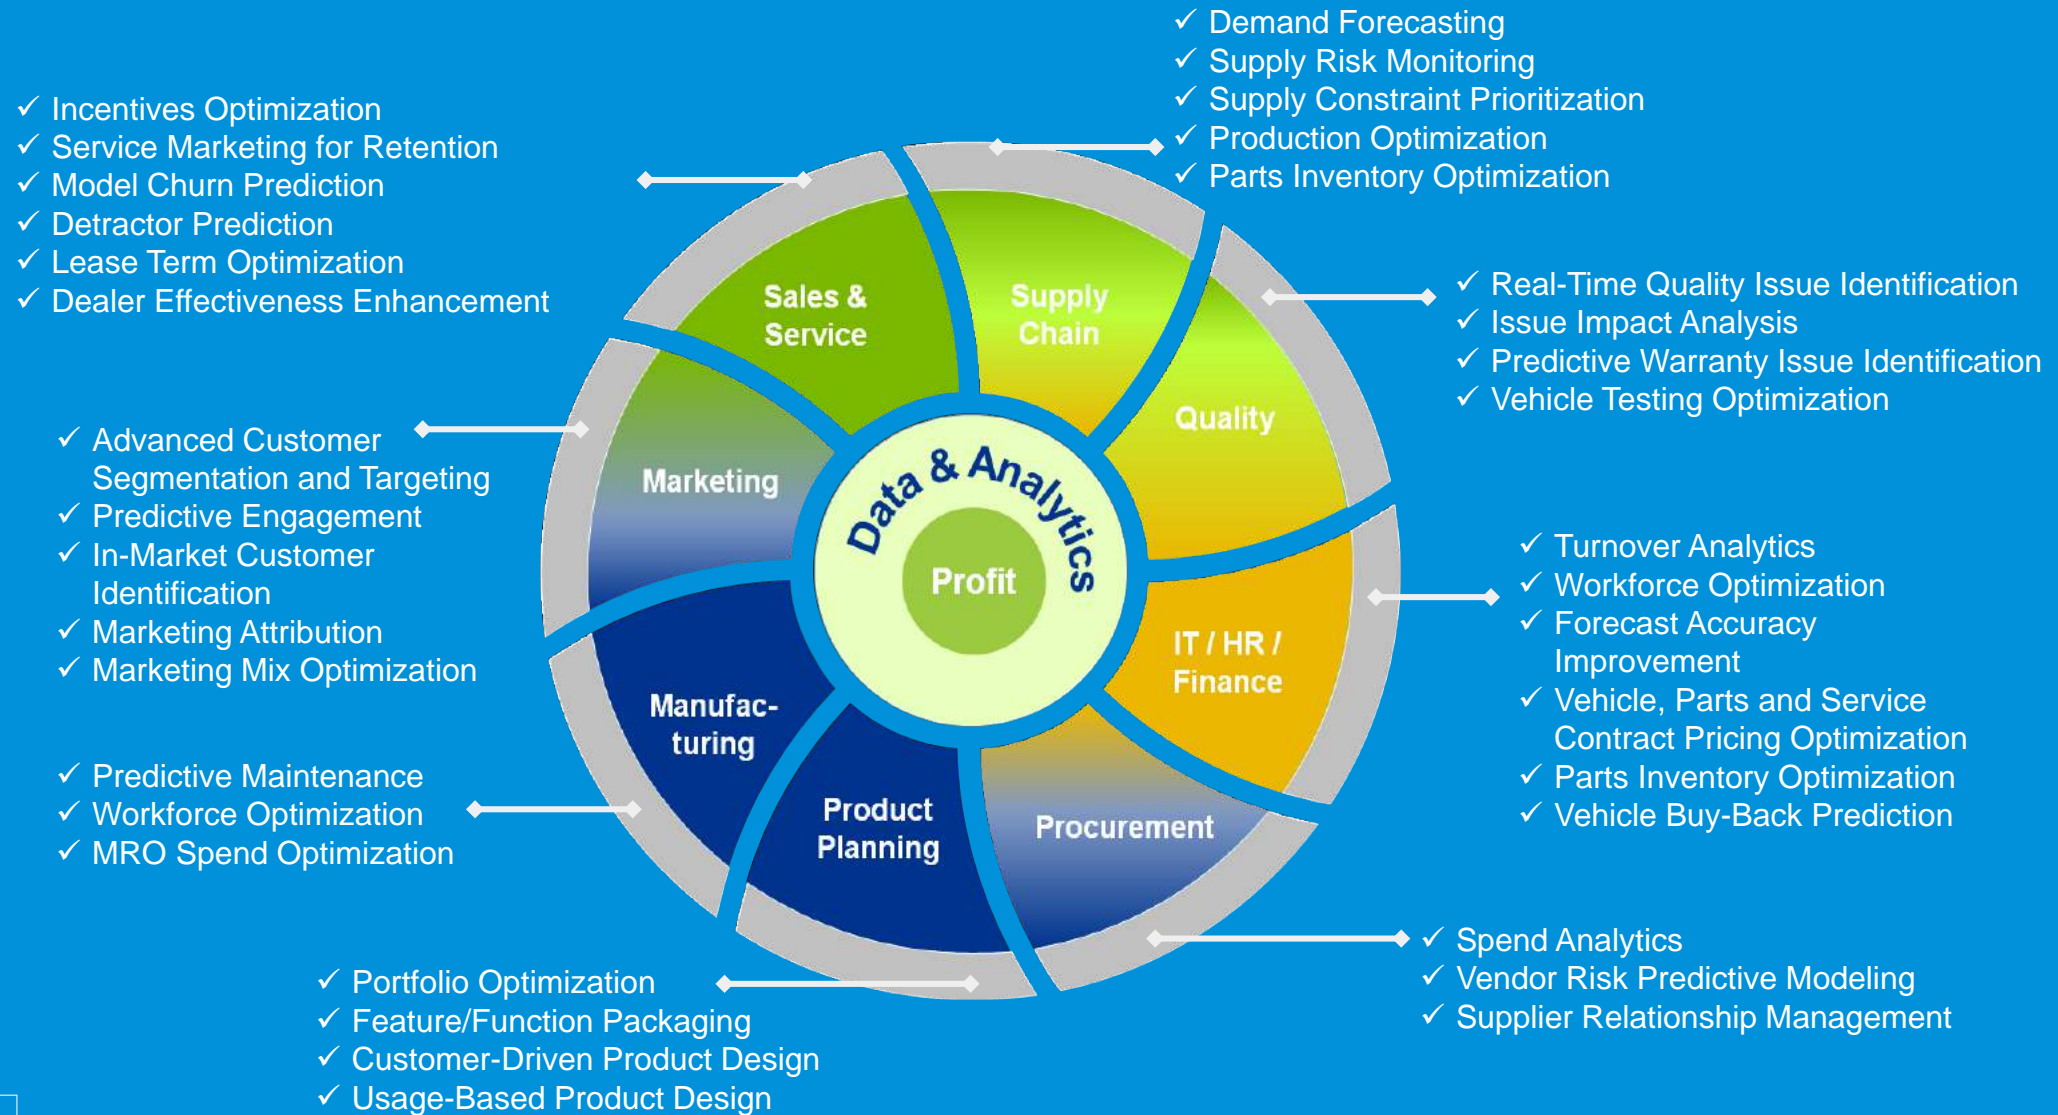 ✓ Demand Forecasting
✓ Supply Risk Monitoring
✓ Supply Constraint Prioritization
✓ Production Optimization
✓ Parts Inventory Optimization
✓ Incentives Optimization
✓ Service Marketing for Retention
✓ Model Churn Prediction
✓ Detractor Prediction
✓ Lease Term Optimization
✓ Dealer Effectiveness Enhancement
✓ Real-Time Quality Issue Identification
✓ Issue Impact Analysis
✓ Predictive Warranty Issue Identification
✓ Vehicle Testing Optimization
Sales &
Service
Supply
Chain
Quality
Marketing
Data & Analytics
Profit
IT / HR /
Finance
Manufac-
turing
Product
Planning
Procurement
✓ Advanced Customer
Segmentation and Targeting
✓ Predictive Engagement
✓ In-Market Customer
Identification
✓ Marketing Attribution
✓ Marketing Mix Optimization
✓ Turnover Analytics
✓ Workforce Optimization
✓ Forecast Accuracy
Improvement
✓ Vehicle, Parts and Service
Contract Pricing Optimization
✓ Parts Inventory Optimization
✓ Vehicle Buy-Back Prediction
✓ Predictive Maintenance
✓ Workforce Optimization
✓ MRO Spend Optimization
✓ Spend Analytics
✓ Vendor Risk Predictive Modeling
✓ Supplier Relationship Management
✓ Portfolio Optimization
✓ Feature/Function Packaging
✓ Customer-Driven Product Design
✓ Usage-Based Product Design